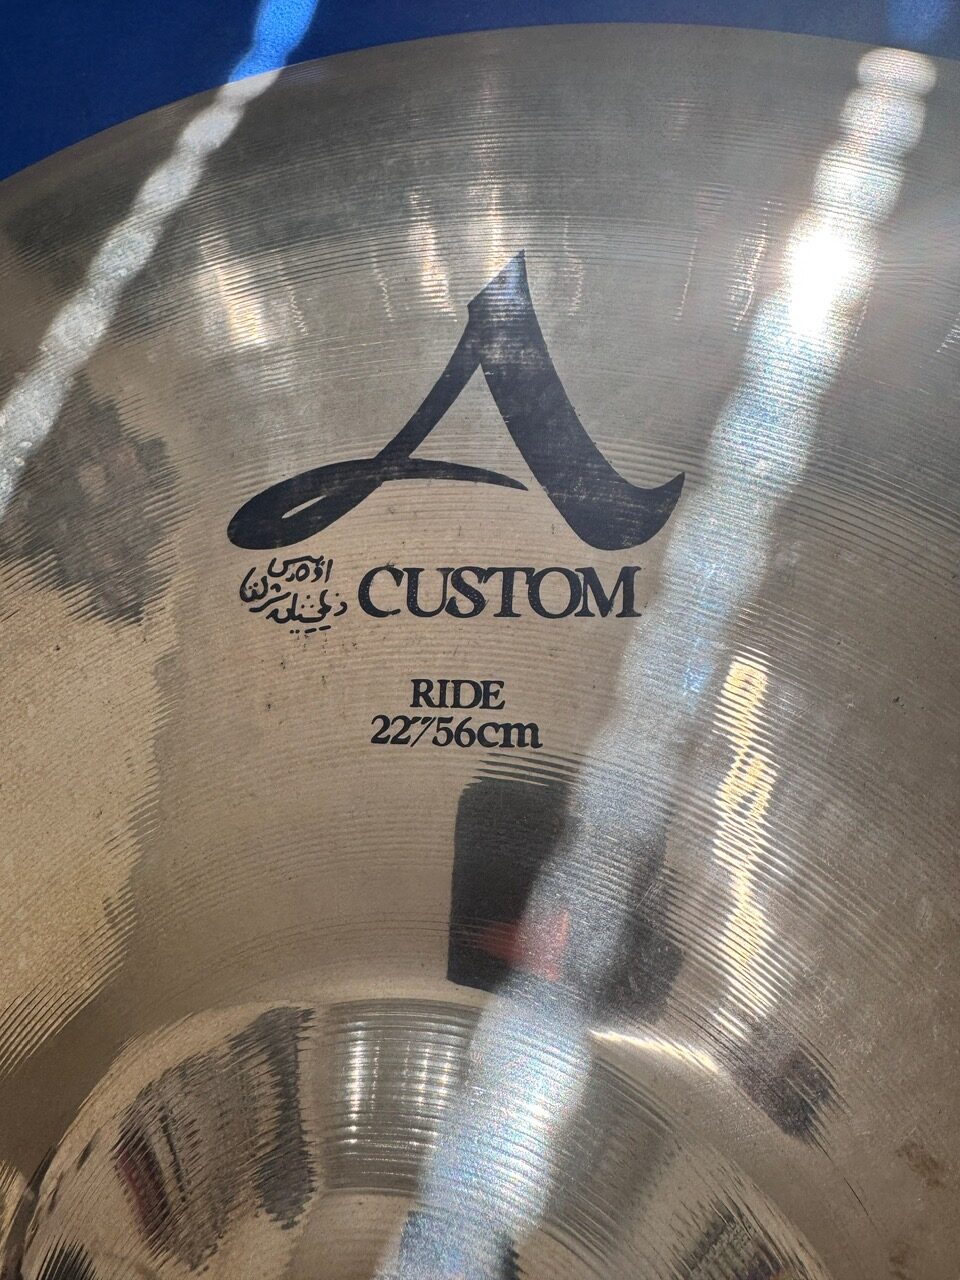 A
CUSTOM
RIDE
22"/56cm